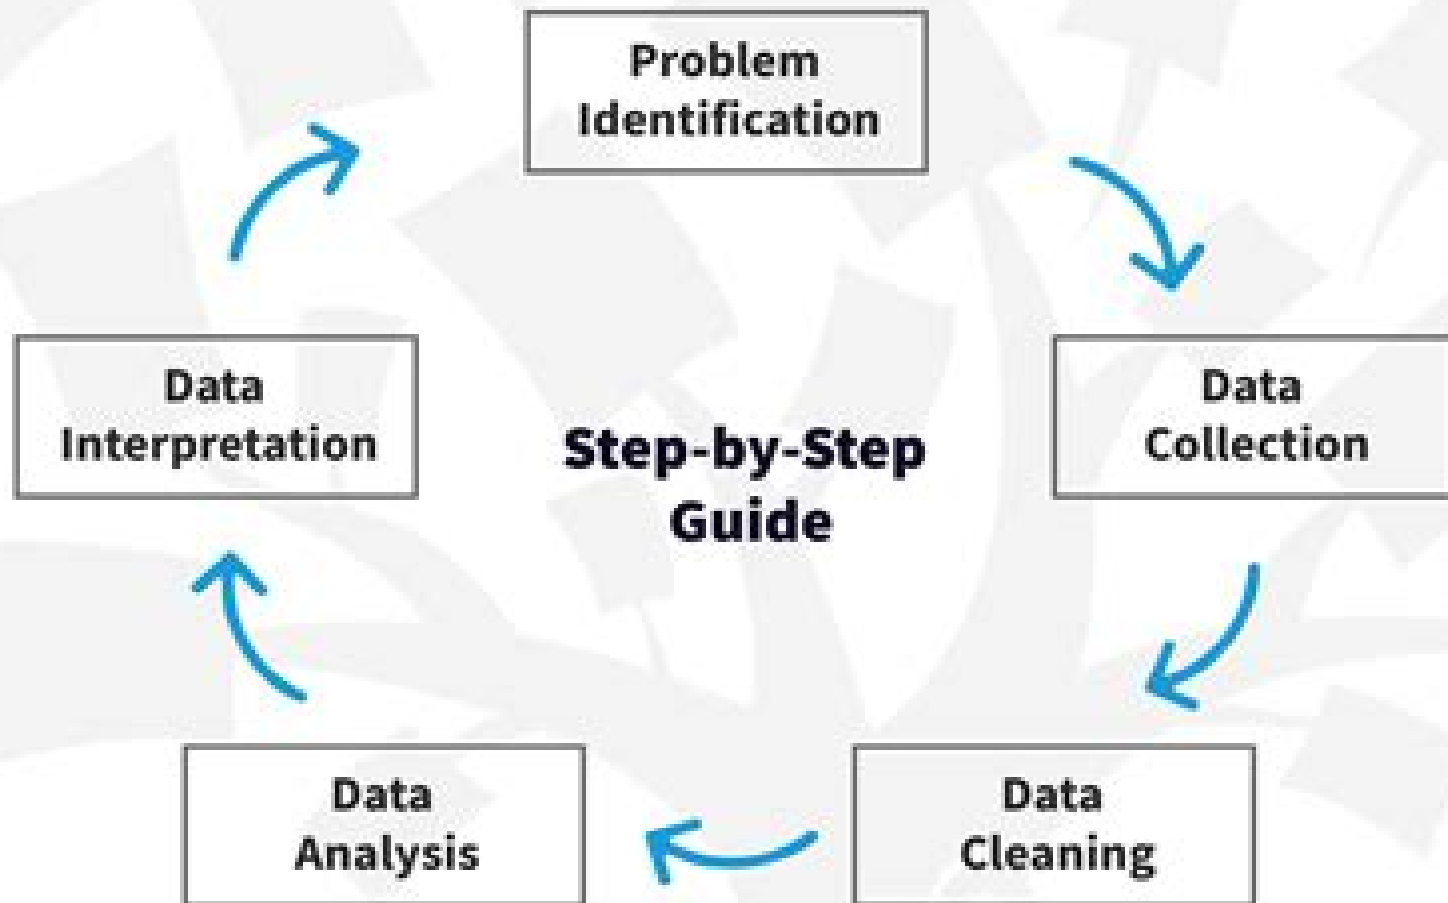 Problem
Identification
Data
Collection
Data
Cleaning
Data
Analysis
Data
Interpretation
Step-by-Step
Guide